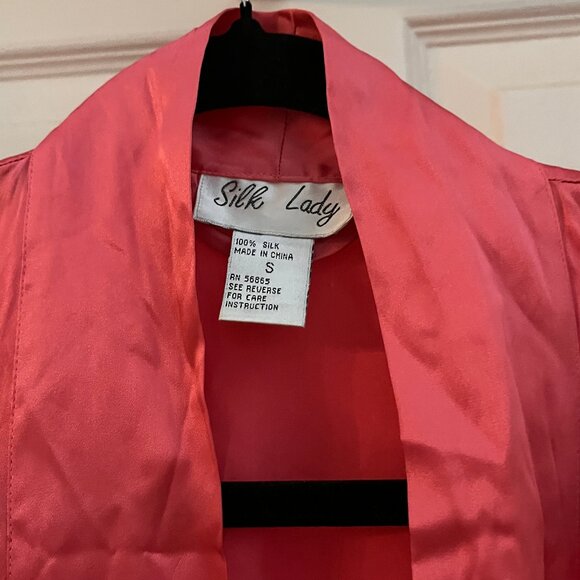 Silk Lady
100% SILK
MADE IN CHINA
S
RN 56865
SEE REVERSE
FOR CARE
INSTRUCTION